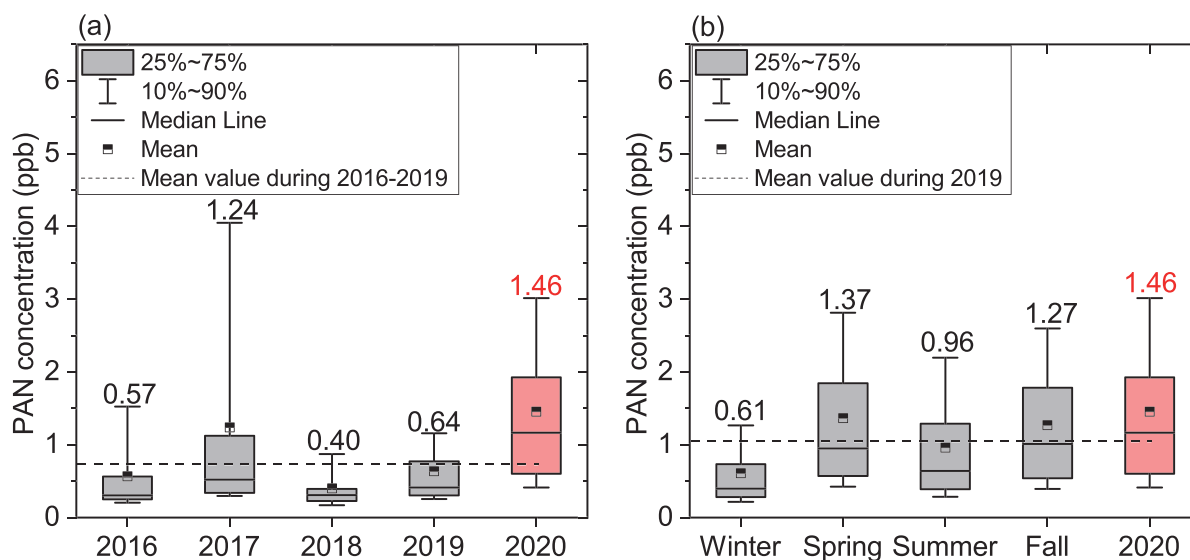 (a)
25%~75%
10%~90%
Median Line
Mean
Mean value during 2016-2019
PAN concentration (ppb)
6
5
4
3
2
1
0
0.57
1.24
0.40
0.64
1.46
2016 2017 2018 2019 2020
(b)
25%~75%
10%~90%
Median Line
Mean
Mean value during 2019
PAN concentration (ppb)
6
5
4
3
2
1
0
0.61
1.37
0.96
1.27
1.46
Winter Spring Summer Fall 2020